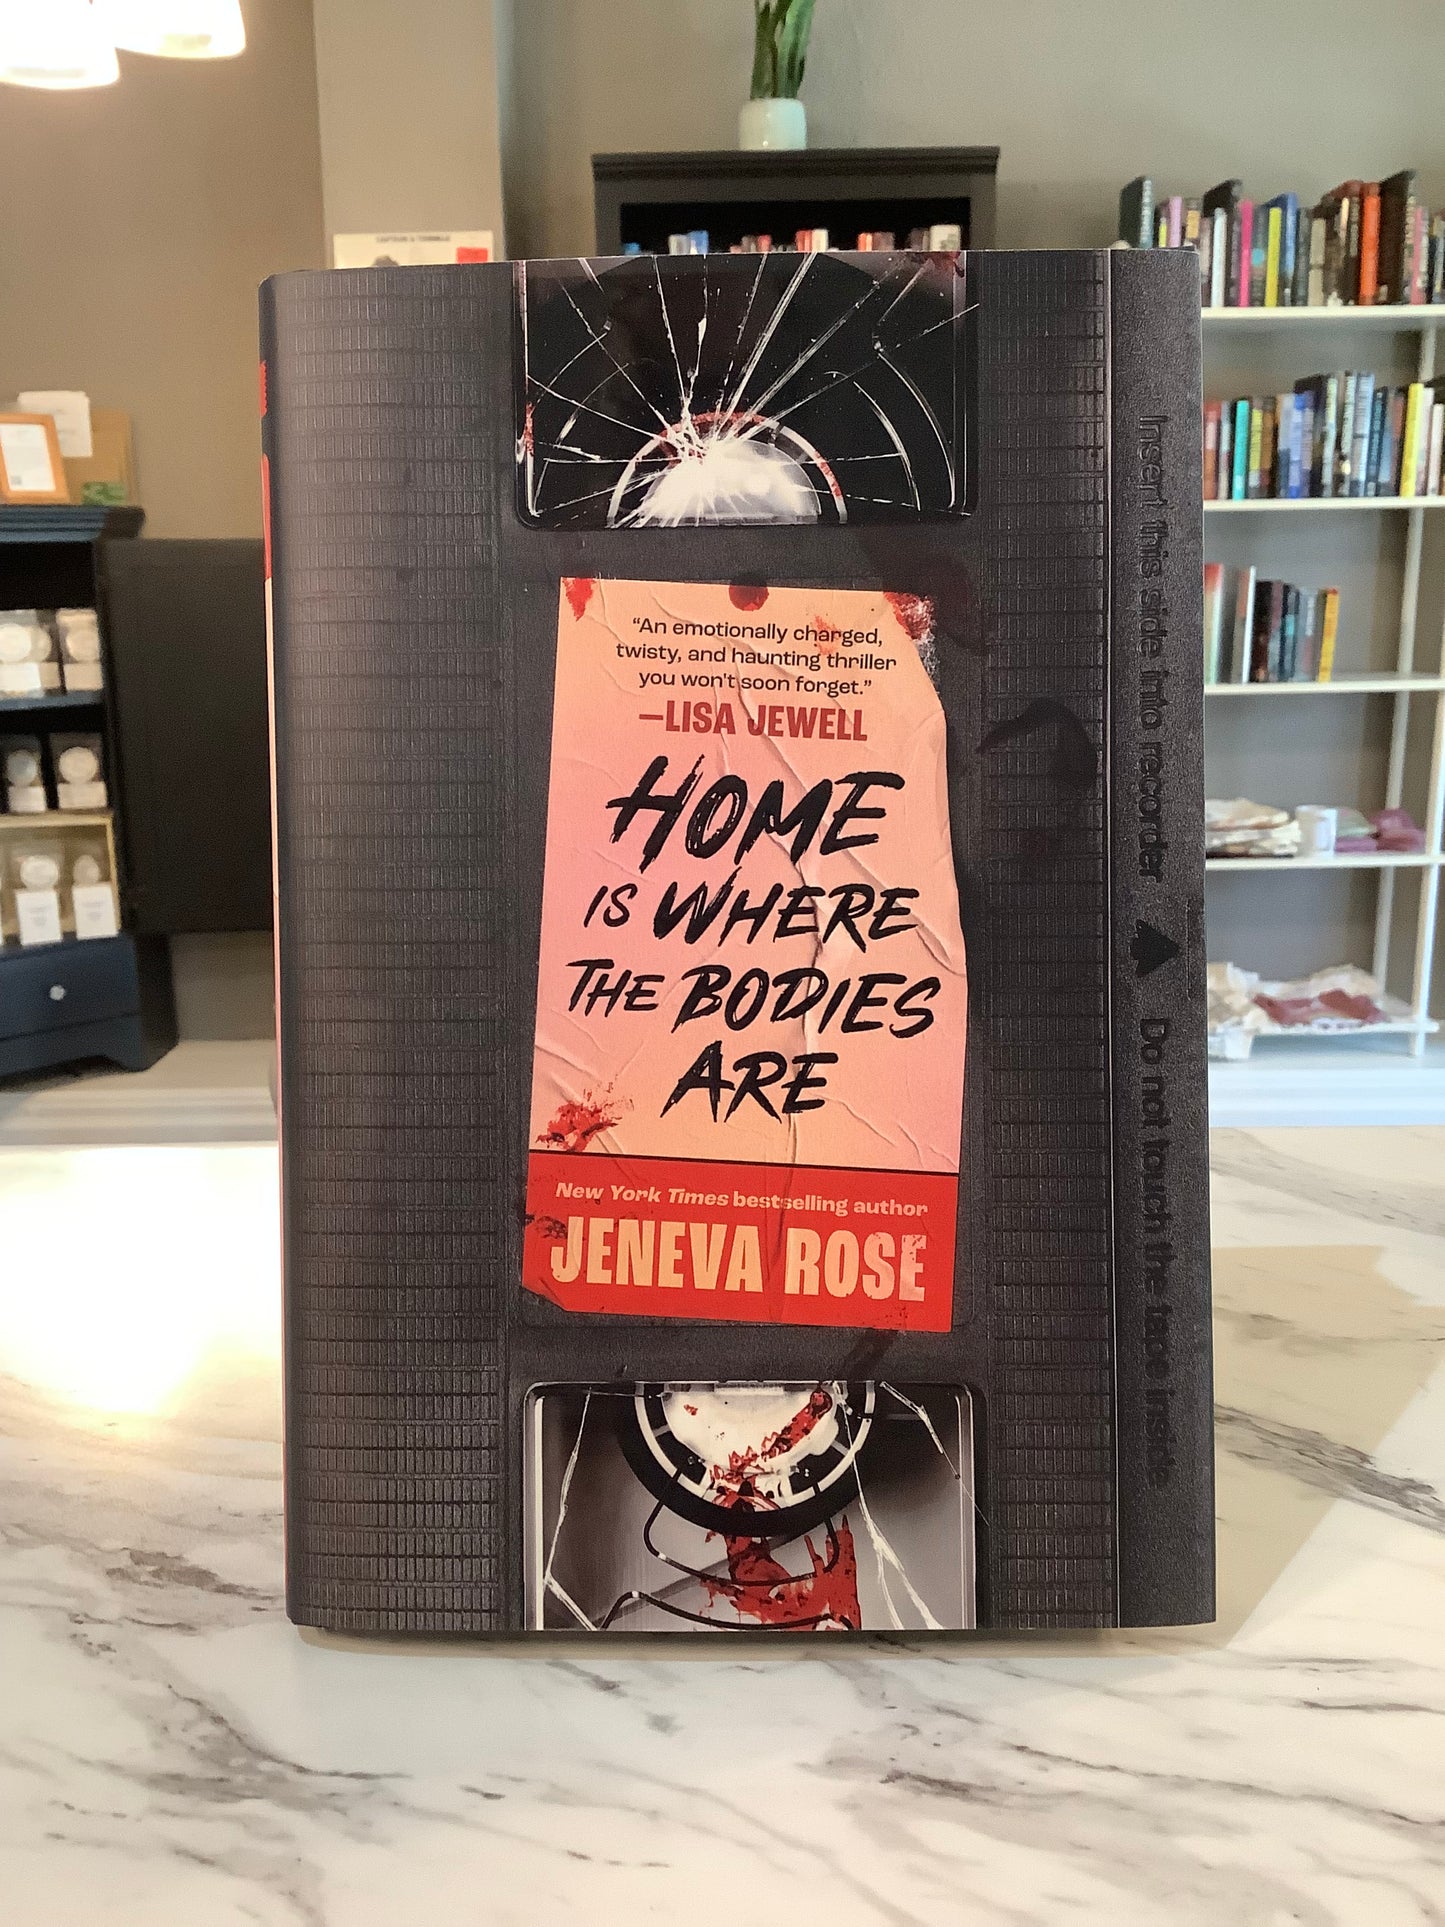 “An emotionally charged,
twisty, and haunting thriller
you won't soon forget.”
—LISA JEWELL
HOME
IS WHERE
THE BODIES
ARE
New York Times bestselling author
JENEVA ROSE
Insert this side into recorder
Do not touch the tape inside